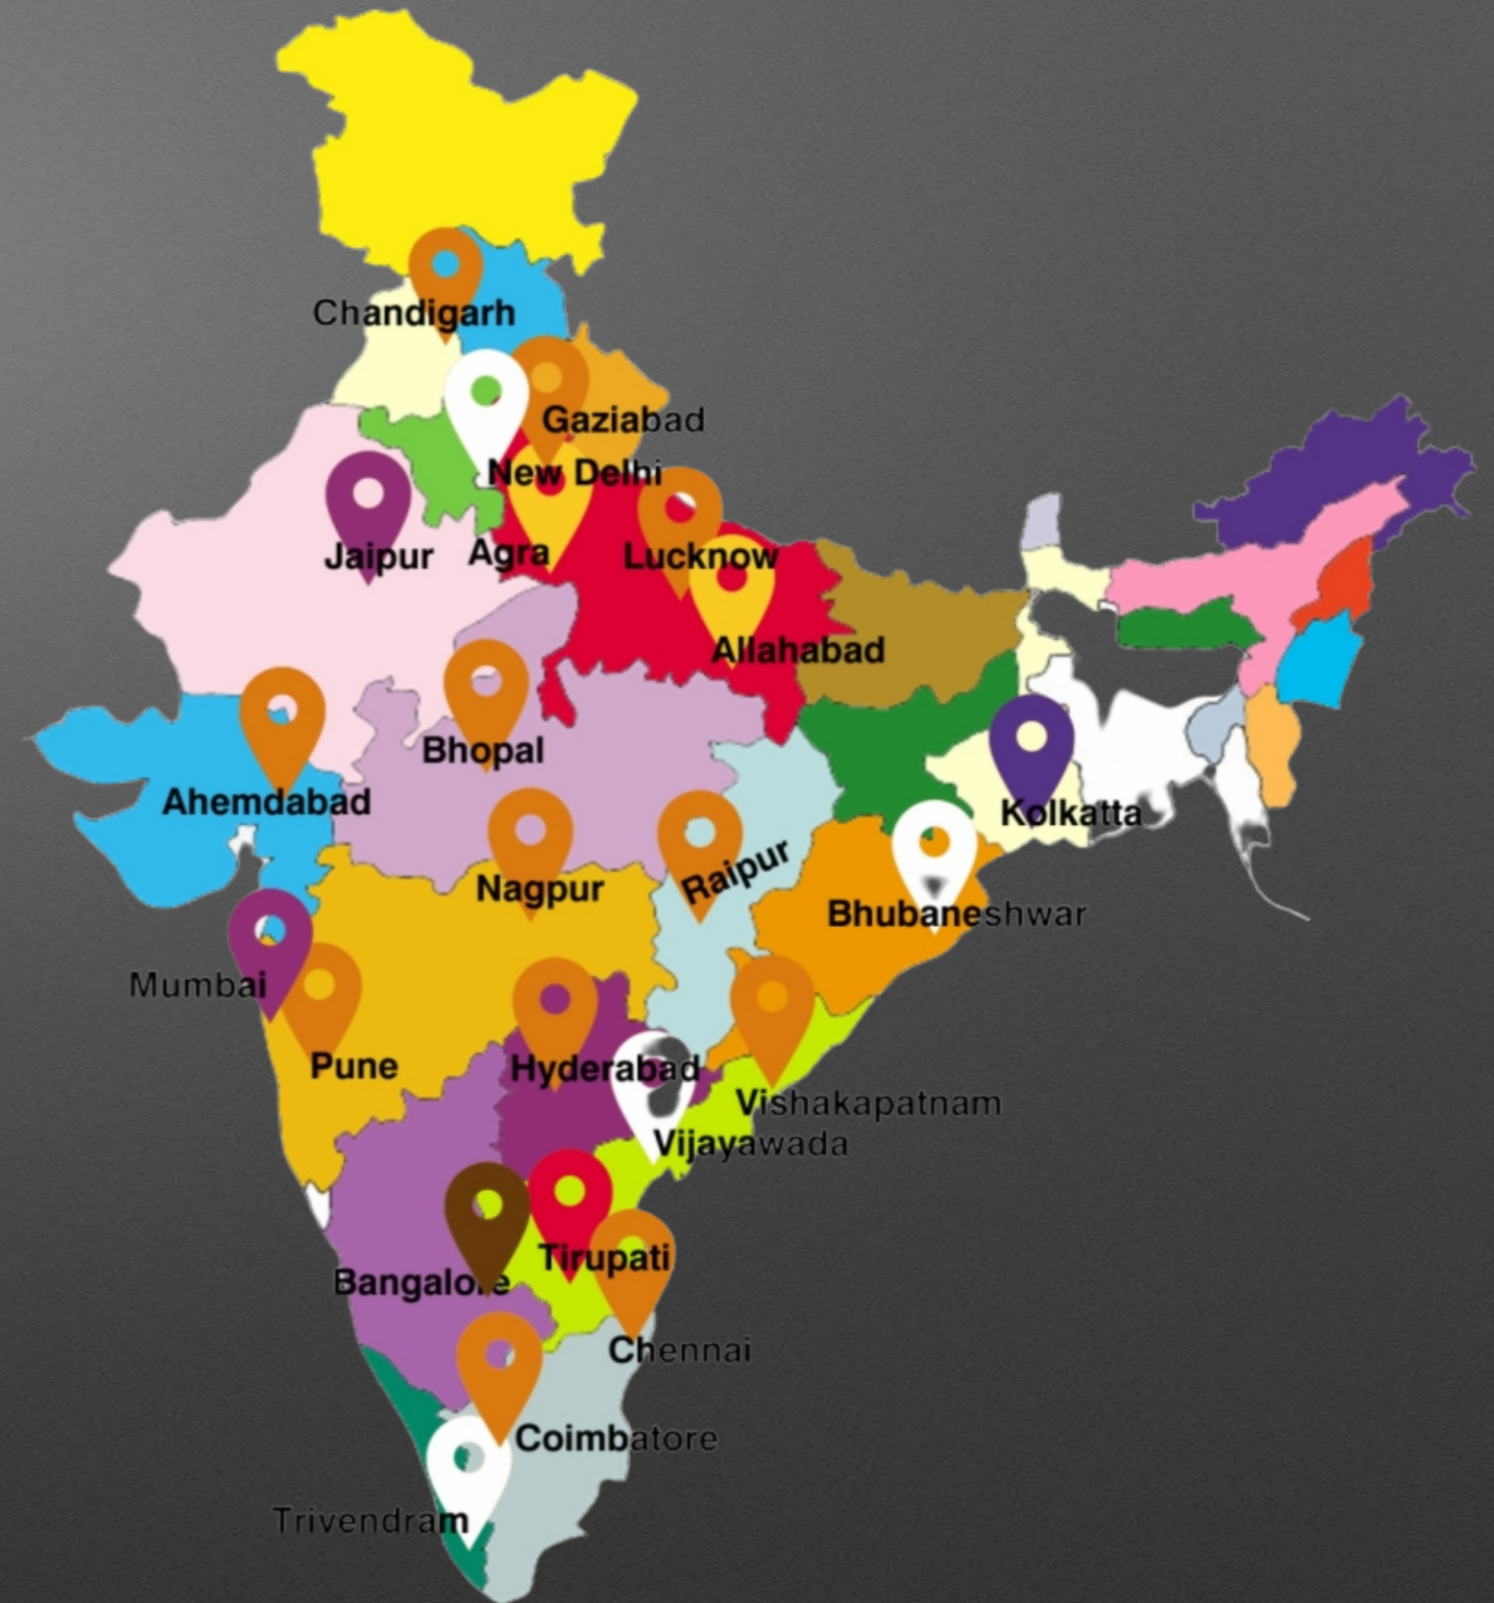 Chandigarh
Gaziabad
New Delhi
Jaipur
Agra
Lucknow
Allahabad
Bhopal
Ahemdabad
Kolkatta
Nagpur
Raipur
Bhubaneshwar
Mumbai
Pune
Hyderabad
Vishakapatnam
Vijayawada
Tirupati
Bangalore
Chennai
Coimbatore
Trivendram